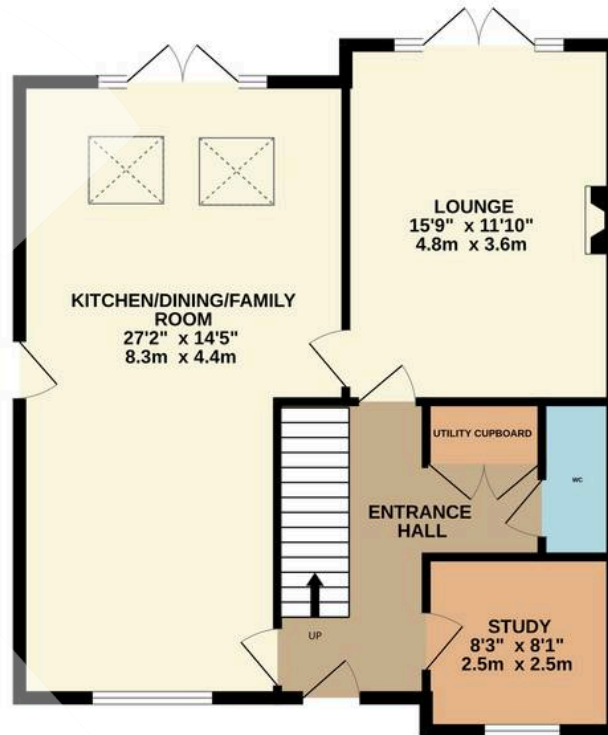 LOUNGE
15'9" x 11'10"
4.8m x 3.6m
KITCHEN/DINING/FAMILY
ROOM
27'2" x 14'5"
8.3m x 4.4m
UTILITY CUPBOARD
WC
ENTRANCE
HALL
UP
STUDY
8'3" x 8'1"
2.5m x 2.5m